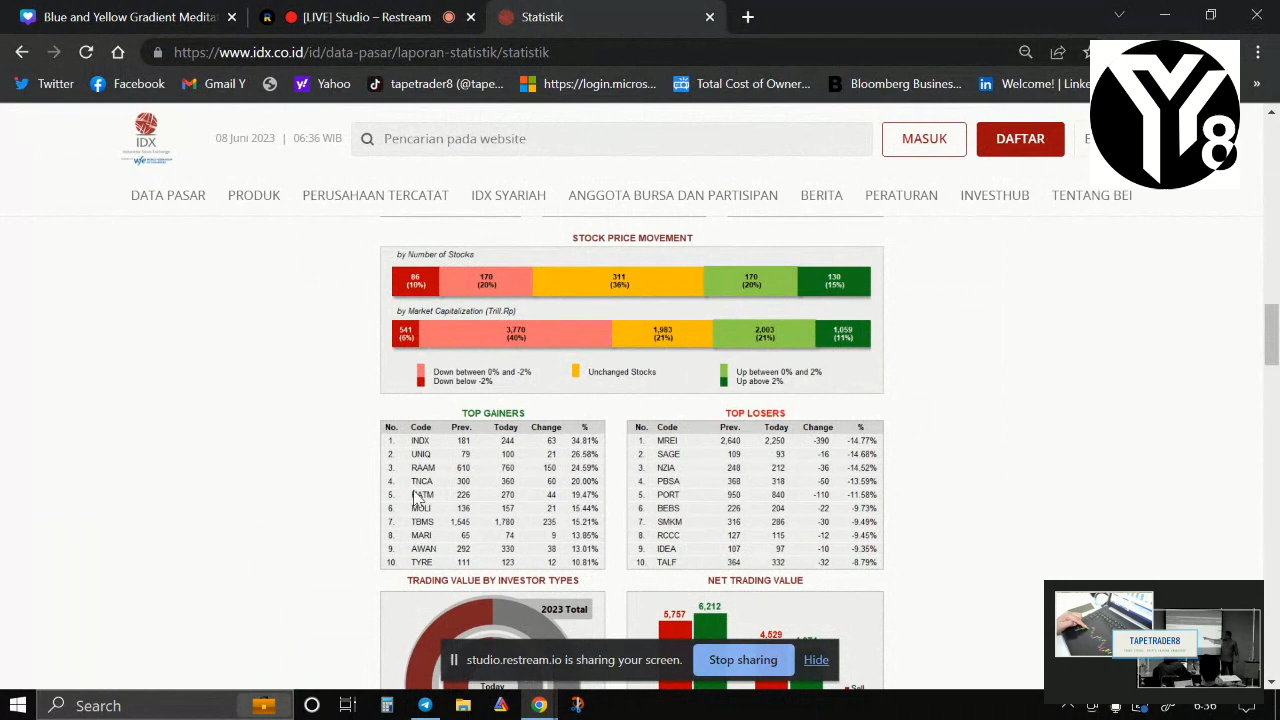 Blue and Yellow Gradient Meditat
[LIVE] Studio – Restream
Statistik
https://www.idx.co.id/id/data-pasar/laporan-statistik/statistik
Twitter
Facebook
Gmail Y
Yahoo
tapetrader8 (@tape...
https://login.micros...
Total Cost of Owner...
Bloomberg Business...
Welcome! | Linke
»
IDX
08 Juni 2023 | 06:36 WIB
Pencarian pada website
MASUK
DAFTAR
E
Y8
DATA PASAR
PRODUK
PERUSAHAAN TERCATAT
IDX SYARIAH
ANGGOTA BURSA DAN PARTISIPAN
BERITA
PERATURAN
INVESTHUB
TENTANG BEI
STOCK PRICE MOVEMENT
by Number of Stocks
86 170 311 170 130
(10%) (20%) (36%) (20%) (15%)
by Market Capitalization (Trill.Rp)
541 3,770 1,983 2,003 1,059
(6%) (40%) (21%) (21%) (11%)
Down between 0% and -2%
Down below -2%
Unchanged Stocks
Up between 0% and 2%
Up above 2%
TOP GAINERS
No. Code Prev. Today Change %
1. INDX 181 244 63 34.81%
2. UNIQ 79 100 21 26.58%
3. RAAM 610 760 150 24.59%
4. TNCA 300 360 60 20.00%
5. 226 270 44 19.47%
6. MOLI 136 157 21 15.44%
7. TBMS 1,545 1,780 235 15.21%
8. MARI 65 74 9 13.85%
9. AWAN 292 330 38 13.01%
10. TYRE 111 123 12 10.81%
TOP LOSERS
No. Code Prev. Today Change %
1. MREI 2,640 2,250 -390 -14.77%
2. SAGE 109 93 -16 -14.68%
3. NZIA 248 212 -36 -14.52%
4. PBSA 368 318 -50 -13.59%
5. PORT 950 840 -110 -11.58%
6. BEBS 226 204 -22 -9.73%
7. SMKM 316 286 -30 -9.49%
8. RCCC 127 115 -12 -9.45%
9. IDEA 107 97 -10 -9.35%
10. TALF 364 332 -32 -8.79%
TRADING VALUE BY INVESTOR TYPES
2023 Total
Today
NET TRADING VALUE
5,757
6,212
4,529
Sell
studio.restream.io is sharing your screen.
Stop sharing
Hide
TAPETRADER8
Search
6:36